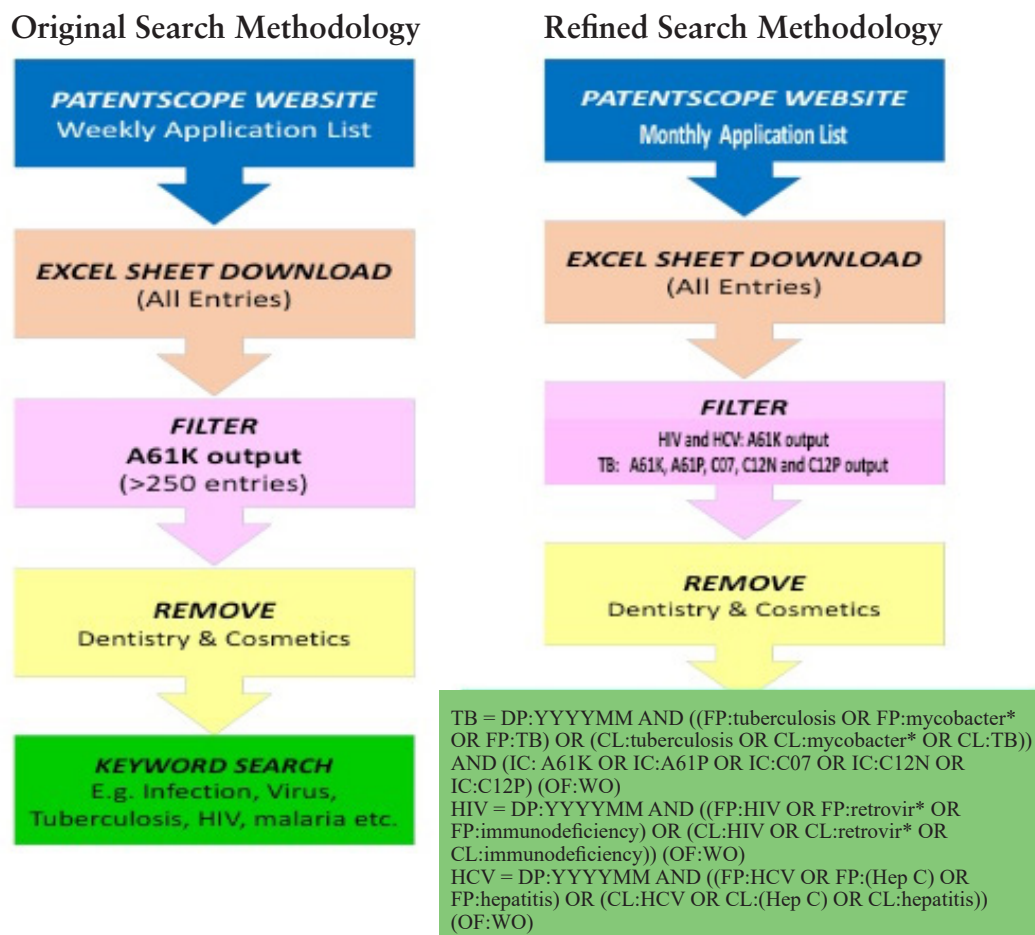 Original Search Methodology
PATENTSCOPE WEBSITE
Weekly Application List
EXCEL SHEET DOWNLOAD
(All Entries)
FILTER
A61K output
(>250 entries)
REMOVE
Dentistry & Cosmetics
KEYWORD SEARCH
E.g. Infection, Virus,
Tuberculosis, HIV, malaria etc.
Refined Search Methodology
PATENTSCOPE WEBSITE
Monthly Application List
EXCEL SHEET DOWNLOAD
(All Entries)
FILTER
HIV and HCV: A61K output
TB: A61K, A61P, C07, C12N and C12P output
REMOVE
Dentistry & Cosmetics
TB = DP:YYYYMM AND ((FP:tuberculosis OR FP:mycobacter*
OR FP:TB) OR (CL:tuberculosis OR CL:mycobacter* OR CL:TB))
AND (IC: A61K OR IC:A61P OR IC:C07 OR IC:C12N OR
IC:C12P) (OF:WO)
HIV = DP:YYYYMM AND ((FP:HIV OR FP:retrovir* OR
FP:immunodeficiency) OR (CL:HIV OR CL:retrovir* OR
CL:immunodeficiency)) (OF:WO)
HCV = DP:YYYYMM AND ((FP:HCV OR FP:(Hep C) OR
FP:hepatitis) OR (CL:HCV OR CL:(Hep C) OR CL:hepatitis))
(OF:WO)